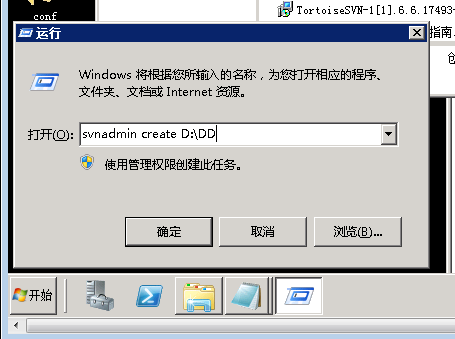 conf
TortoiseSVN-1[1].6.6.17493-
运行
指南.
创
Windows 将根据您所输入的名称，为您打开相应的程序、
文件夹、文档或 Internet 资源。
打开(O): svnadmin create D:\DD
使用管理权限创建此任务。
确定 取消 浏览(B)...
开始